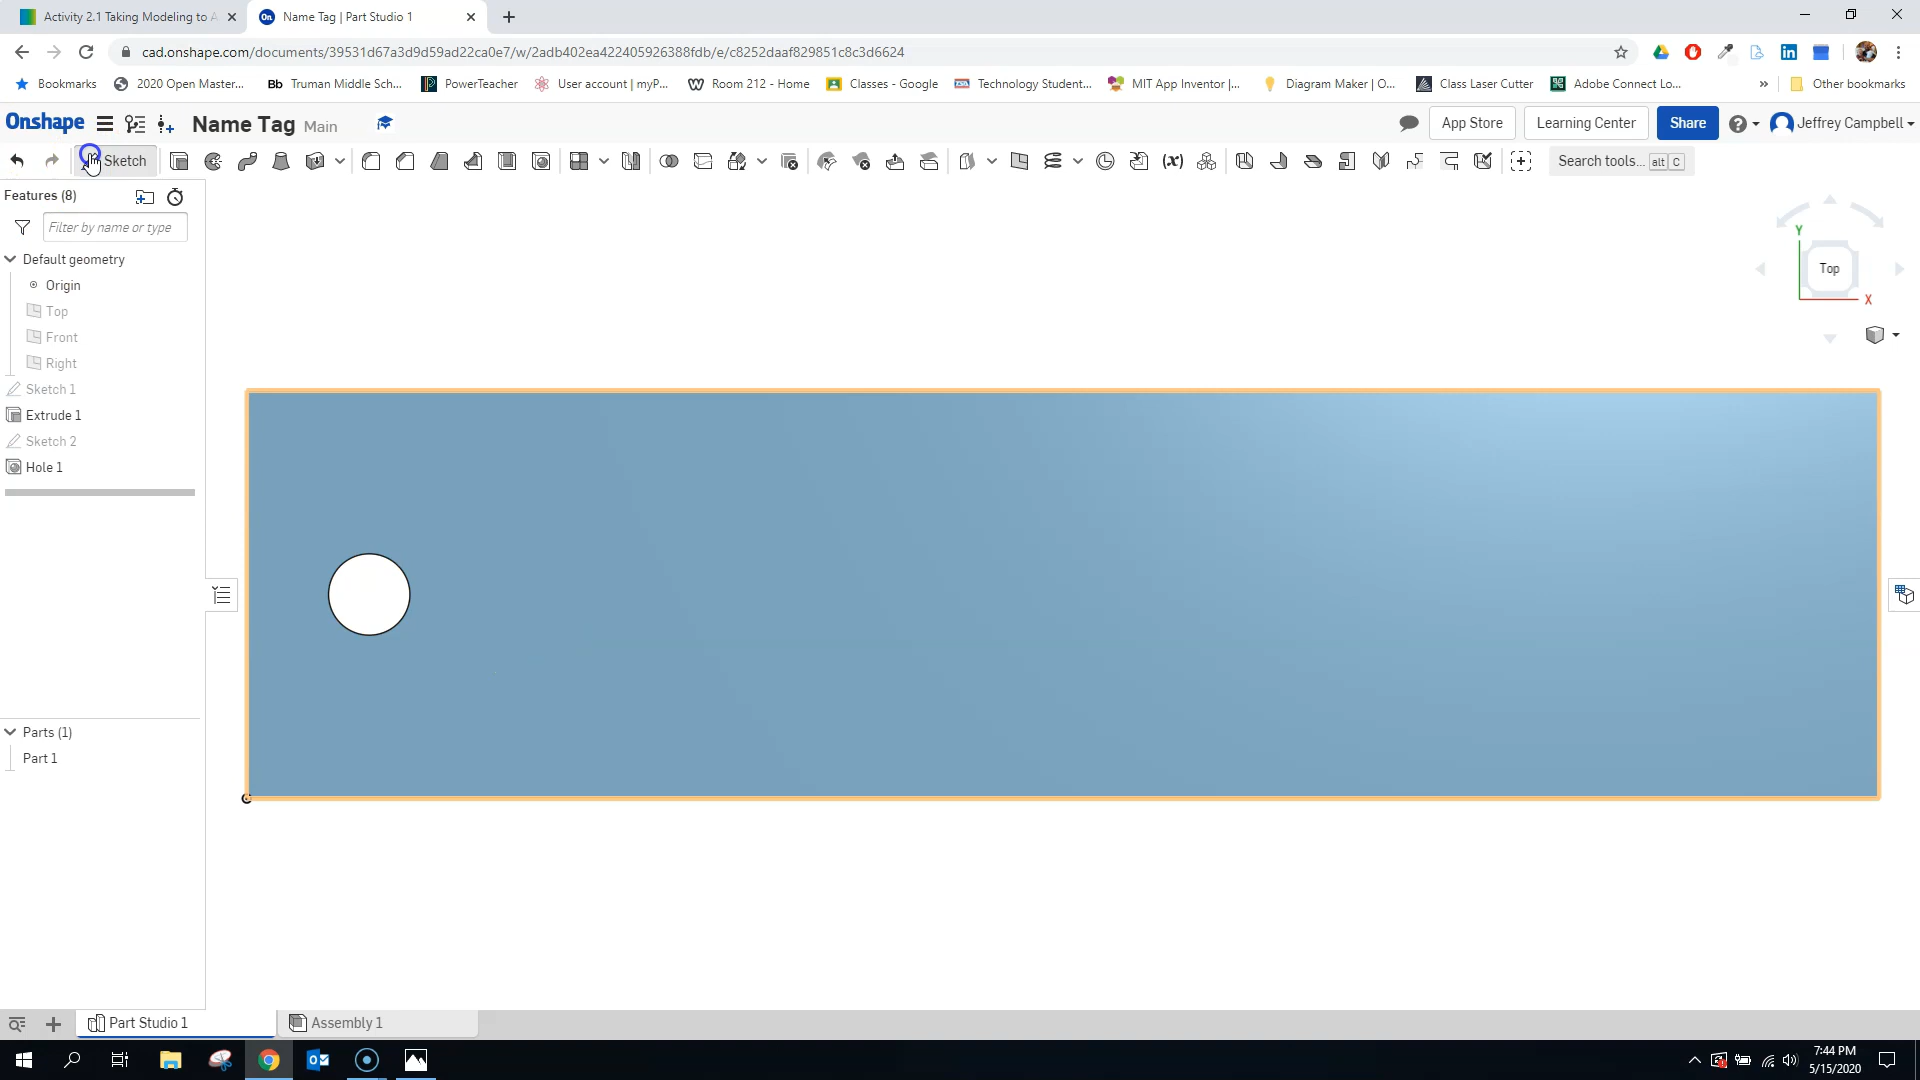 Activity 2.1 Taking Modeling to A
Name Tag | Part Studio 1
cad.onshape.com/documents/39531d67a3d9d59ad22ca0e7/w/2adb402ea422405926388fdb/e/c8252daaf829851c8c3d6624
Bookmarks 2020 Open Master... Bb Truman Middle Sch... PowerTeacher User account | myP... Room 212 - Home Classes - Google Technology Student... MIT App Inventor |... Diagram Maker | O... Class Laser Cutter Adobe Connect Lo... » Other bookmarks
Onshape Name Tag Main App Store Learning Center Share Jeffrey Campbell
Sketch (x) Search tools... alt C
Features (8)
Filter by name or type
Default geometry
Origin
Top
Front
Right
Sketch 1
Extrude 1
Sketch 2
Hole 1
Y
Top
X
Parts (1)
Part 1
Part Studio 1 Assembly 1
7:44 PM
5/15/2020